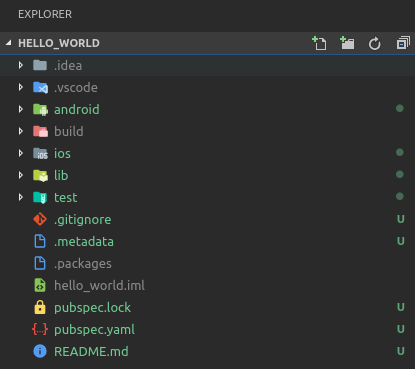 EXPLORER
HELLO_WORLD
.idea
.vscode
android
build
ios
lib
test
.gitignore U
.metadata U
.packages
hello_world.iml
pubspec.lock U
pubspec.yaml U
README.md U